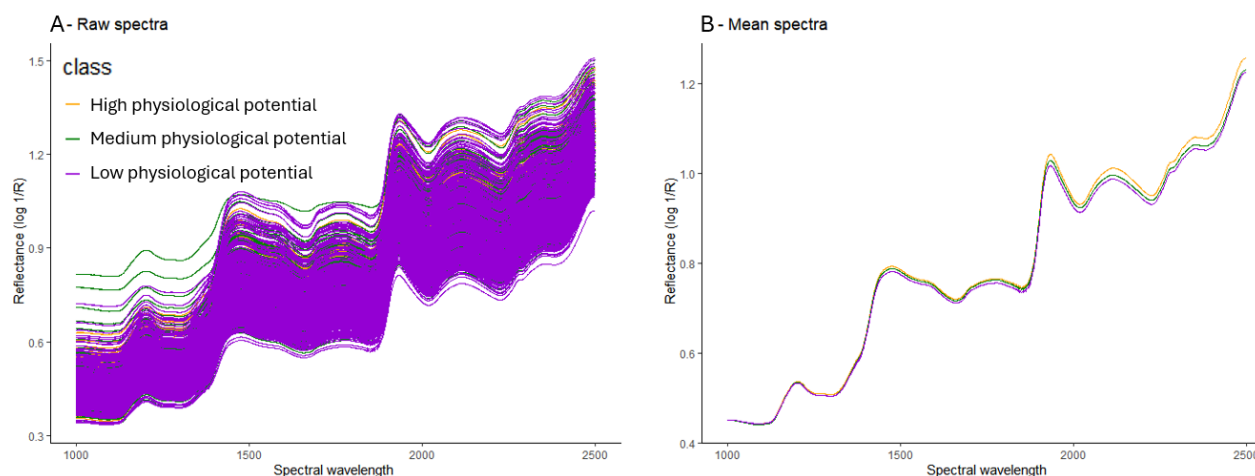 A - Raw spectra
class
High physiological potential
Medium physiological potential
Low physiological potential
1.5
1.2
0.9
0.6
0.3
Reflectance (log 1/R)
1000
1500
2000
2500
Spectral wavelength
B - Mean spectra
1.2
1.0
0.8
0.6
0.4
Reflectance (log 1/R)
1000
1500
2000
2500
Spectral wavelength